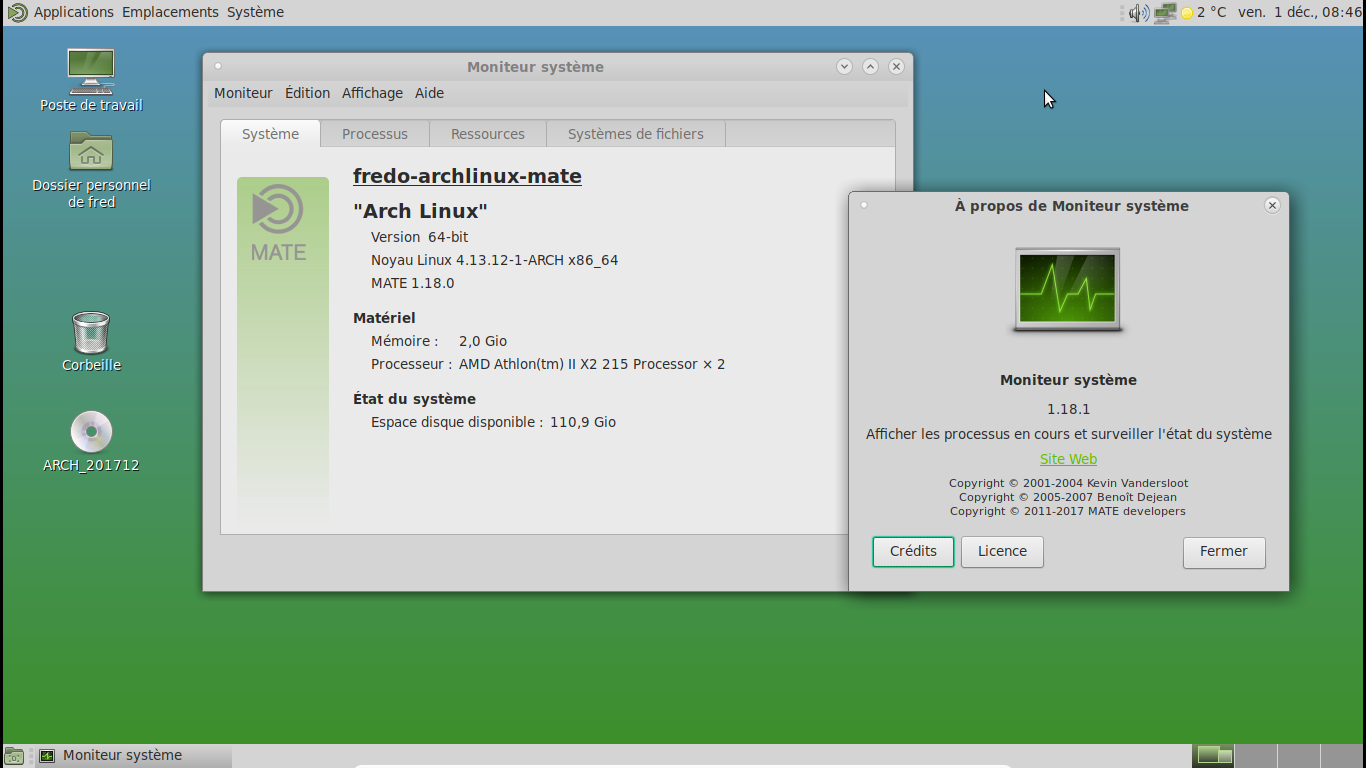 Applications Emplacements Système
2 °C ven. 1 déc., 08:46
Poste de travail
Dossier personnel
de fred
Corbeille
ARCH_201712
Moniteur système
Moniteur Édition Affichage Aide
Système Processus Ressources Systèmes de fichiers
MATE
fredo-archlinux-mate
"Arch Linux"
Version 64-bit
Noyau Linux 4.13.12-1-ARCH x86_64
MATE 1.18.0
Matériel
Mémoire : 2,0 Gio
Processeur : AMD Athlon(tm) II X2 215 Processor × 2
État du système
Espace disque disponible : 110,9 Gio
À propos de Moniteur système
Moniteur système
1.18.1
Afficher les processus en cours et surveiller l'état du système
Site Web
Copyright © 2001-2004 Kevin Vandersloot
Copyright © 2005-2007 Benoît Dejean
Copyright © 2011-2017 MATE developers
Crédits Licence Fermer
Moniteur système